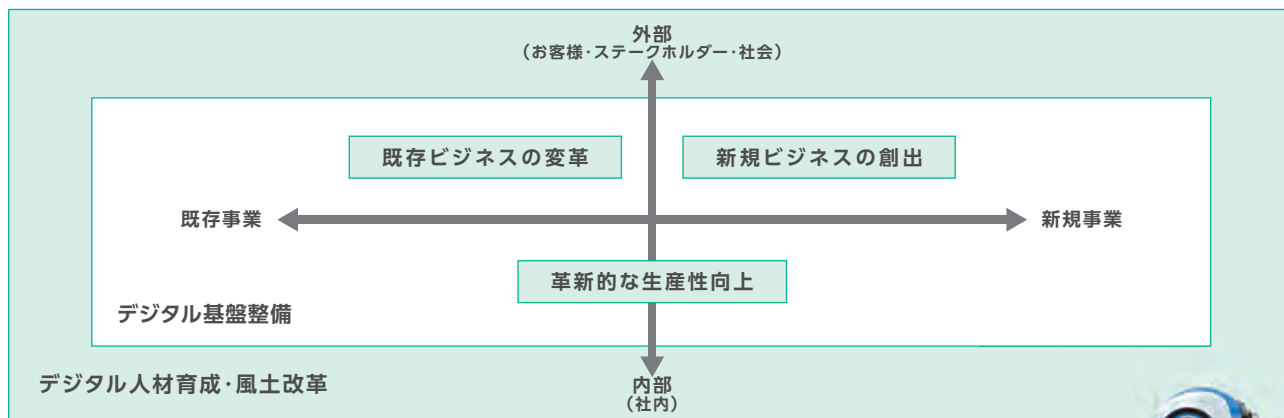 外部
（お客様・ステークホルダー・社会）
既存ビジネスの変革
新規ビジネスの創出
既存事業
新規事業
革新的な生産性向上
デジタル基盤整備
デジタル人材育成・風土改革
内部
（社内）